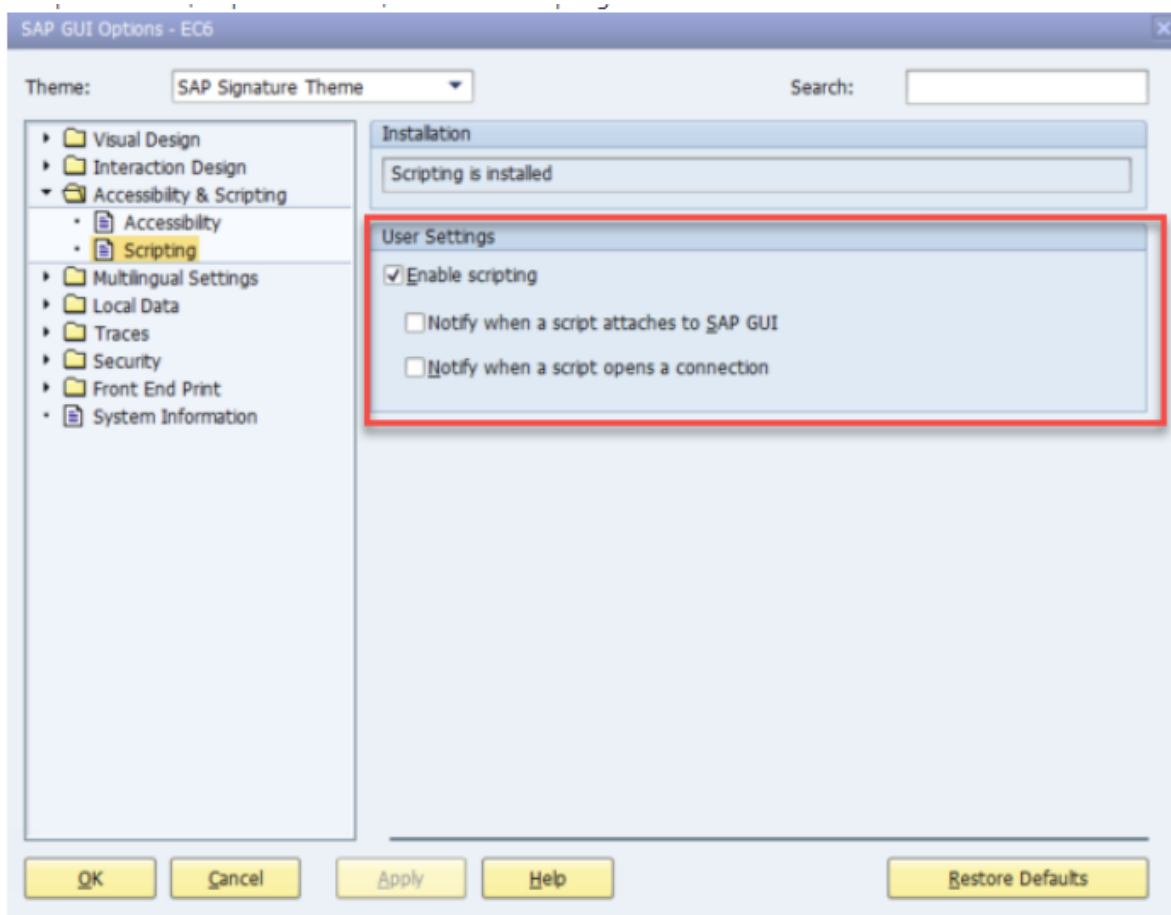 SAP GUI Options - EC6
Theme: SAP Signature Theme Search:
Visual Design
Interaction Design
Accessibility & Scripting
Accessibility
Scripting
Multilingual Settings
Local Data
Traces
Security
Front End Print
System Information
Installation
Scripting is installed
User Settings
Enable scripting
Notify when a script attaches to SAP GUI
Notify when a script opens a connection
OK Cancel Apply Help Restore Defaults